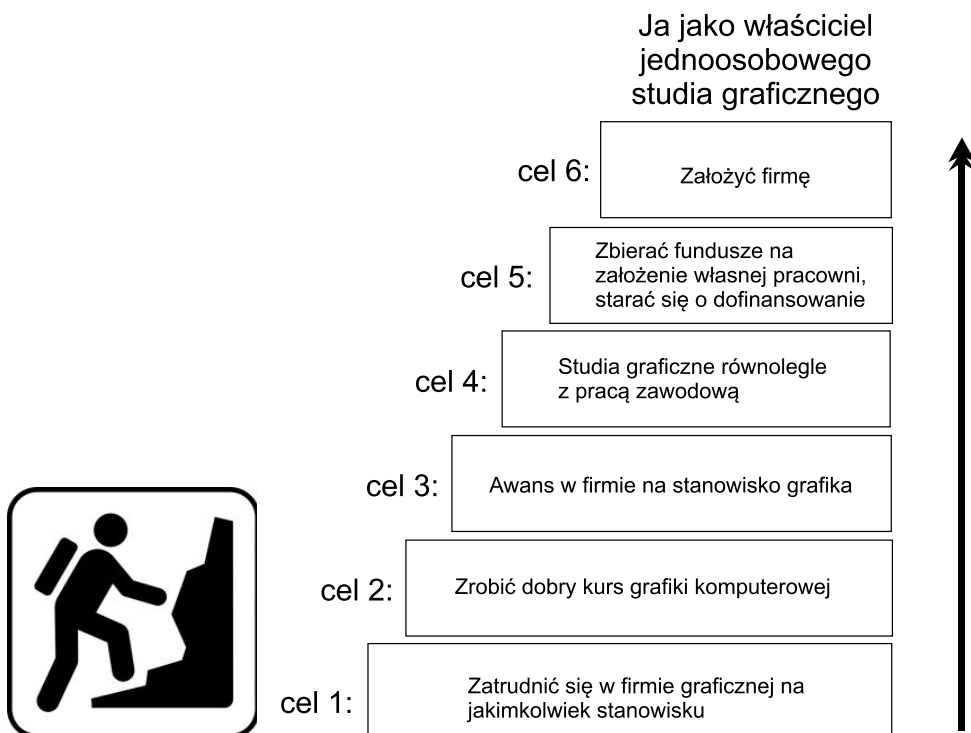 Ja jako właściciel
jednoosobowego
studia graficznego
cel 6:
Założyć firmę
cel 5:
Zbierać fundusze na
założenie własnej pracowni,
starać się o dofinansowanie
cel 4:
Studia graficzne równolegle
z pracą zawodową
cel 3:
Awans w firmie na stanowisko grafika
cel 2:
Zrobić dobry kurs grafiki komputerowej
cel 1:
Zatrudnić się w firmie graficznej na
jakimkolwiek stanowisku